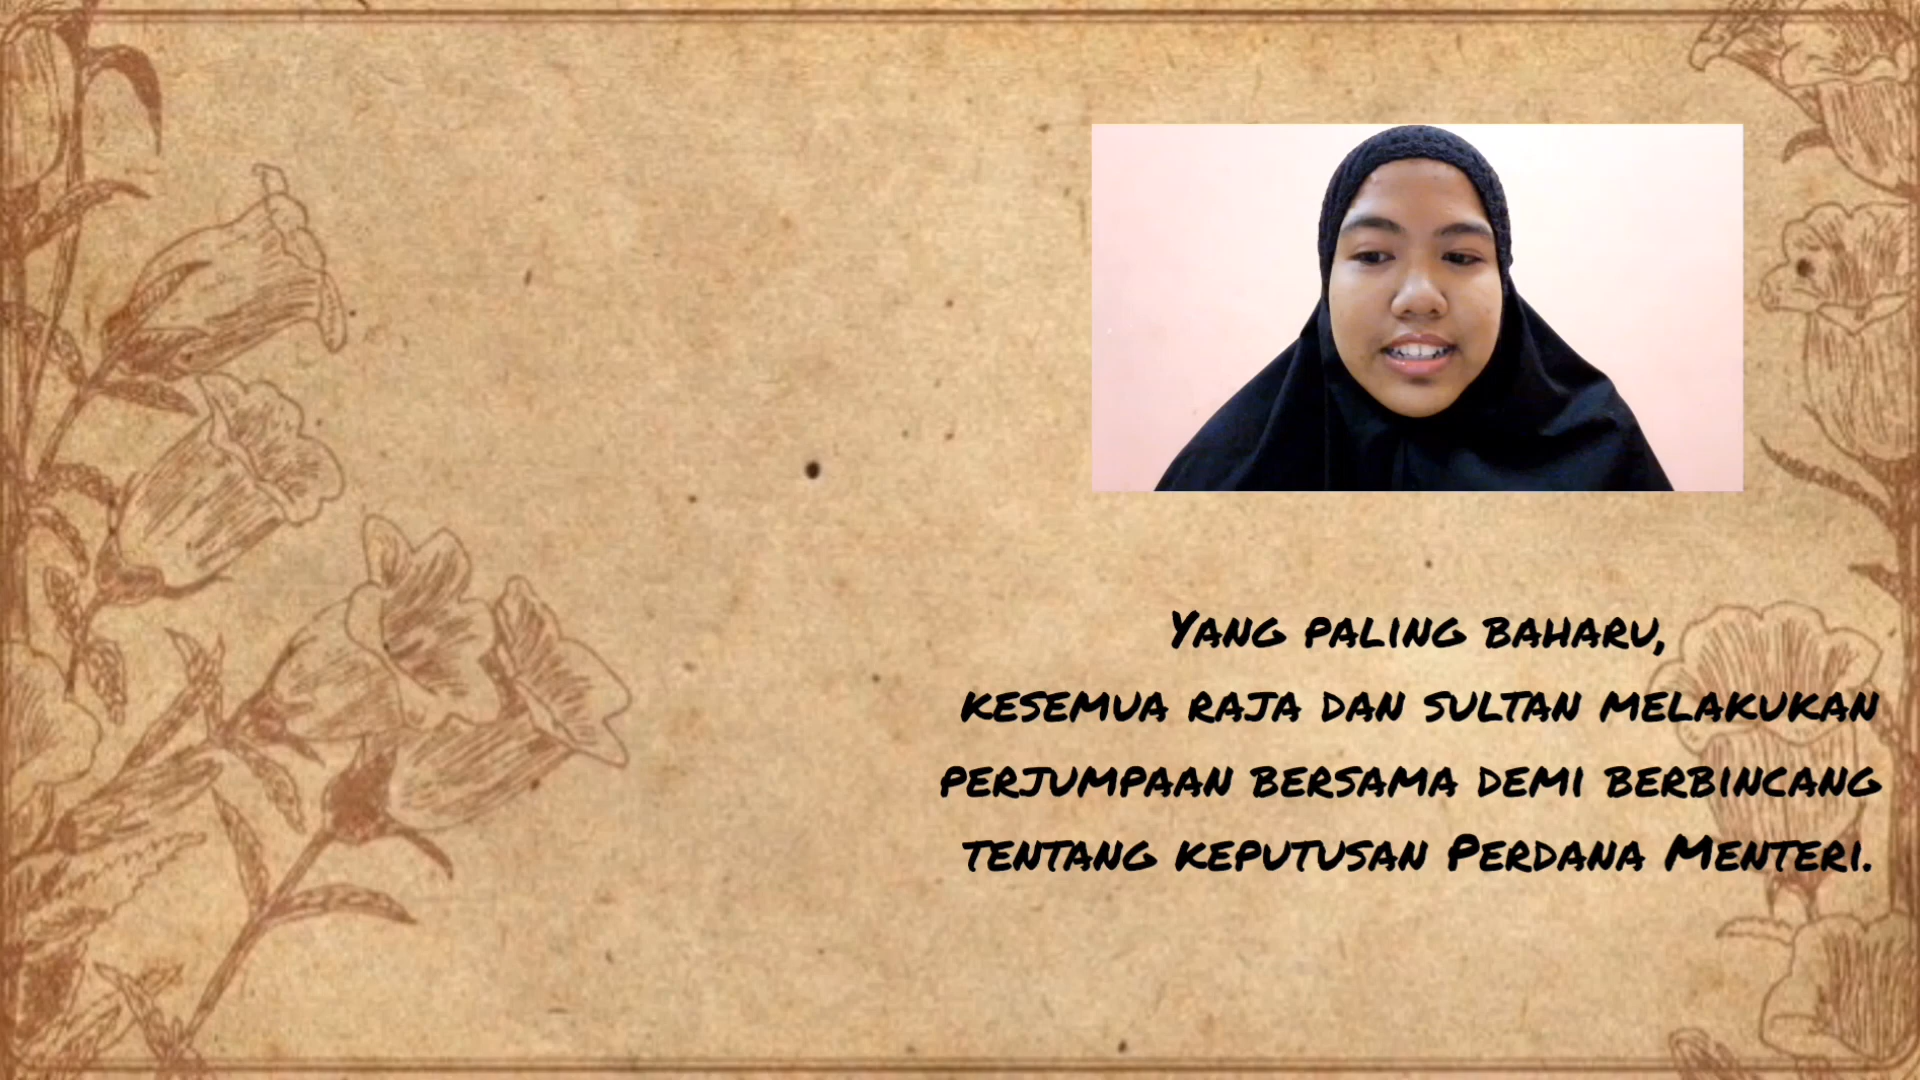 Yang paling baharu,
kesemua raja dan sultan melakukan
perjumpaan bersama demi berbincang
tentang keputusan Perdana Menteri.